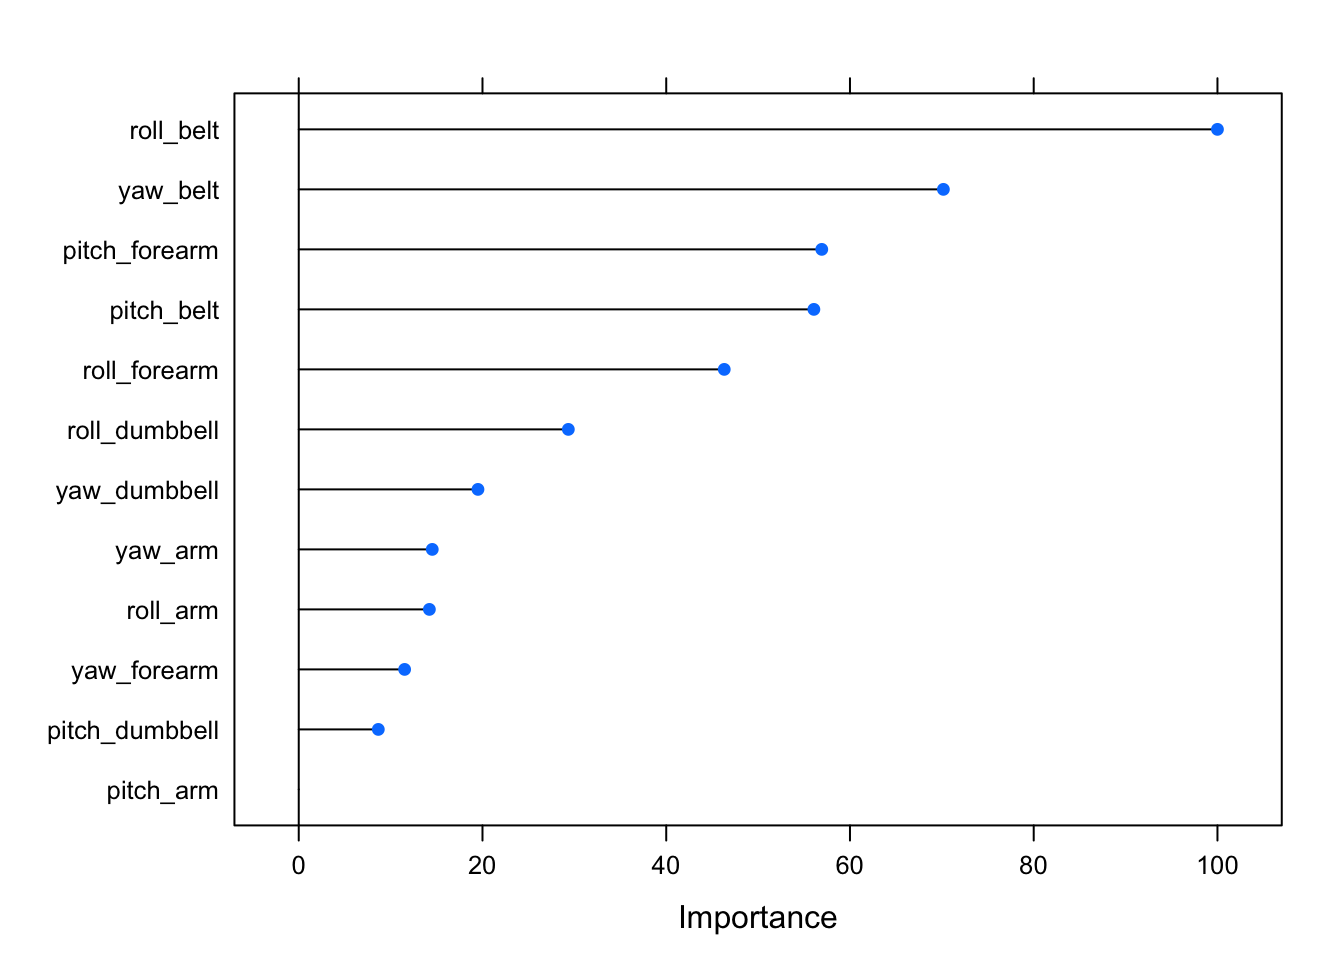 roll_belt
yaw_belt
pitch_forearm
pitch_belt
roll_forearm
roll_dumbbell
yaw_dumbbell
yaw_arm
roll_arm
yaw_forearm
pitch_dumbbell
pitch_arm
0 20 40 60 80 100
Importance